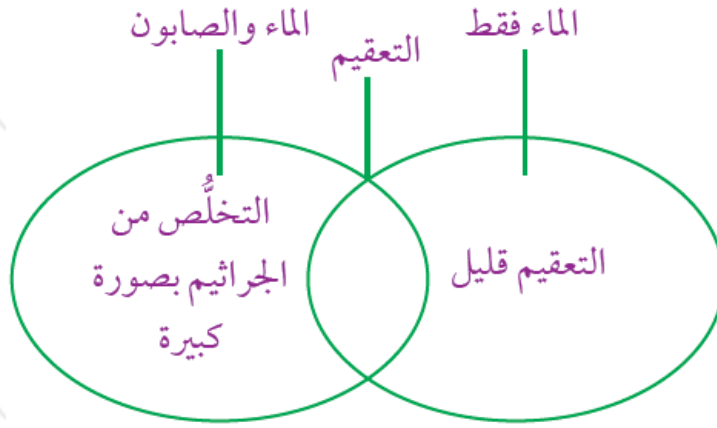 الماء فقط
التعقيم
الماء والصابون
التعقيم قليل
التخلُّص من
الجراثيم بصورة
كبيرة